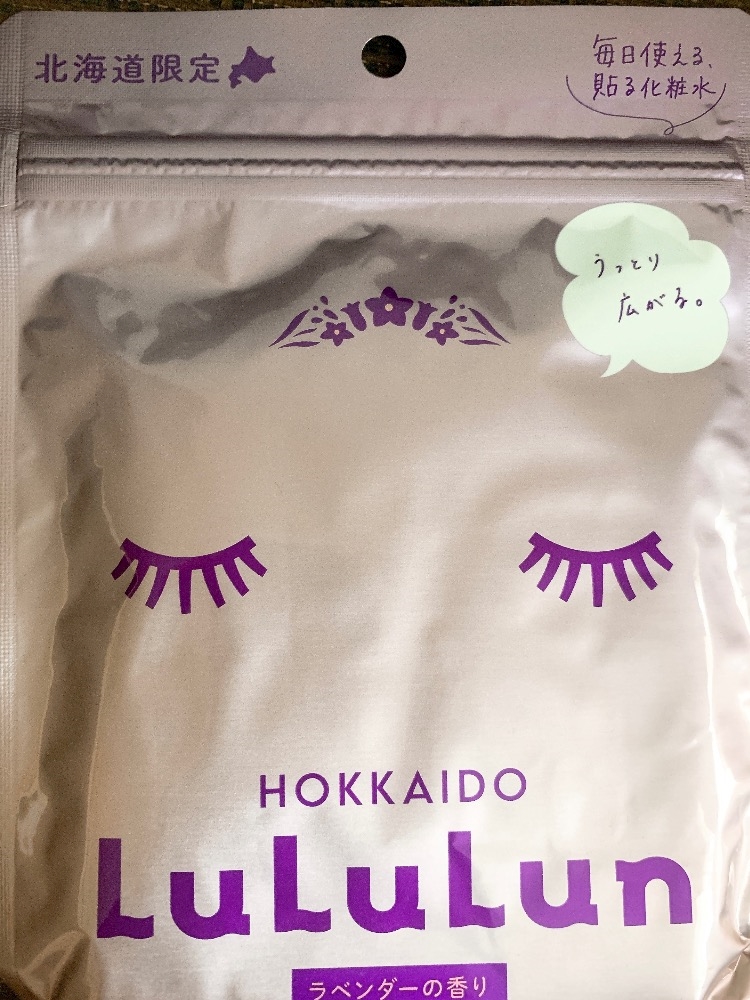 北海道限定
毎日使える、
貼る化粧水
うっとり
広がる。
HOKKAIDO
LuLuLun
ラベンダーの香り